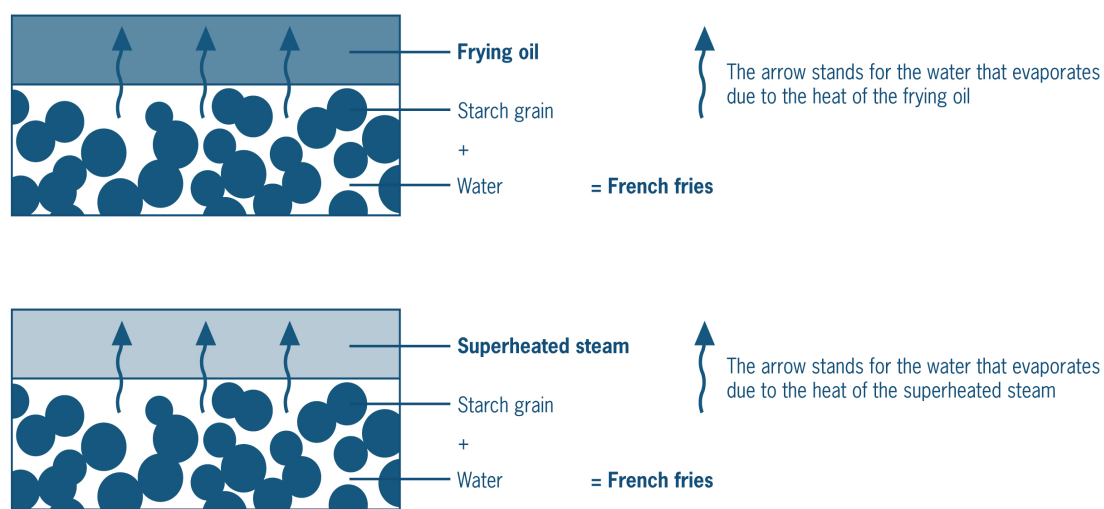 Frying oil
The arrow stands for the water that evaporates
due to the heat of the frying oil
Starch grain
+
Water
= French fries
Superheated steam
The arrow stands for the water that evaporates
due to the heat of the superheated steam
Starch grain
+
Water
= French fries